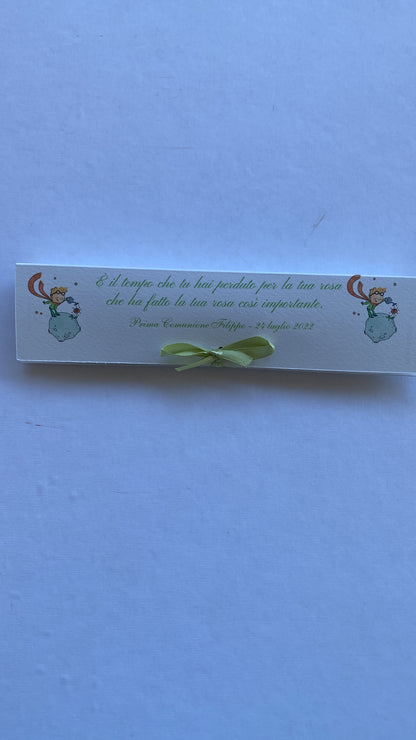 È il tempo che tu hai perduto per la tua rosa
che ha fatto la tua rosa così importante.
Prima Comunione Filippo - 24 luglio 2022